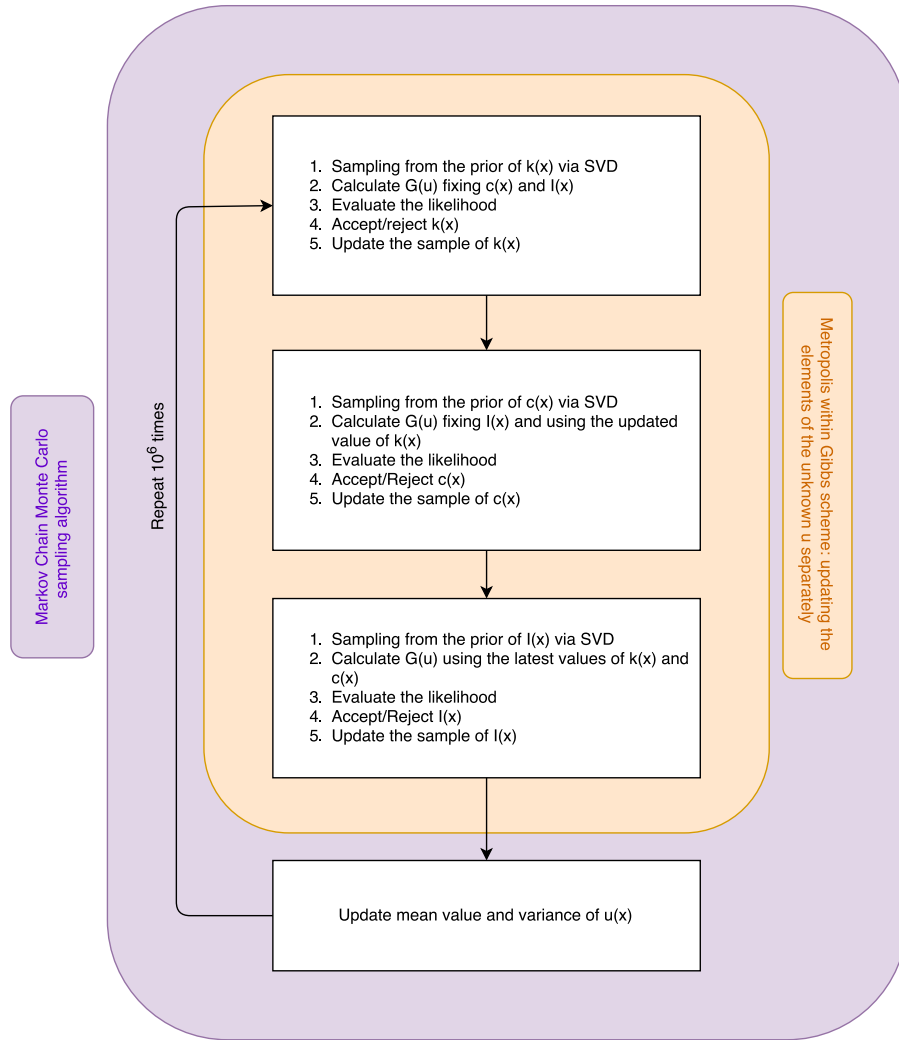 1. Sampling from the prior of k(x) via SVD
2. Calculate G(u) fixing c(x) and I(x)
3. Evaluate the likelihood
4. Accept/reject k(x)
5. Update the sample of k(x)
1. Sampling from the prior of c(x) via SVD
2. Calculate G(u) fixing I(x) and using the updated
value of k(x)
3. Evaluate the likelihood
4. Accept/Reject c(x)
5. Update the sample of c(x)
1. Sampling from the prior of I(x) via SVD
2. Calculate G(u) using the latest values of k(x) and
c(x)
3. Evaluate the likelihood
4. Accept/Reject I(x)
5. Update the sample of I(x)
Update mean value and variance of u(x)
Repeat 10⁶ times
Markov Chain Monte Carlo
sampling algorithm
Metropolis within Gibbs scheme: updating the
elements of the unknown u separately